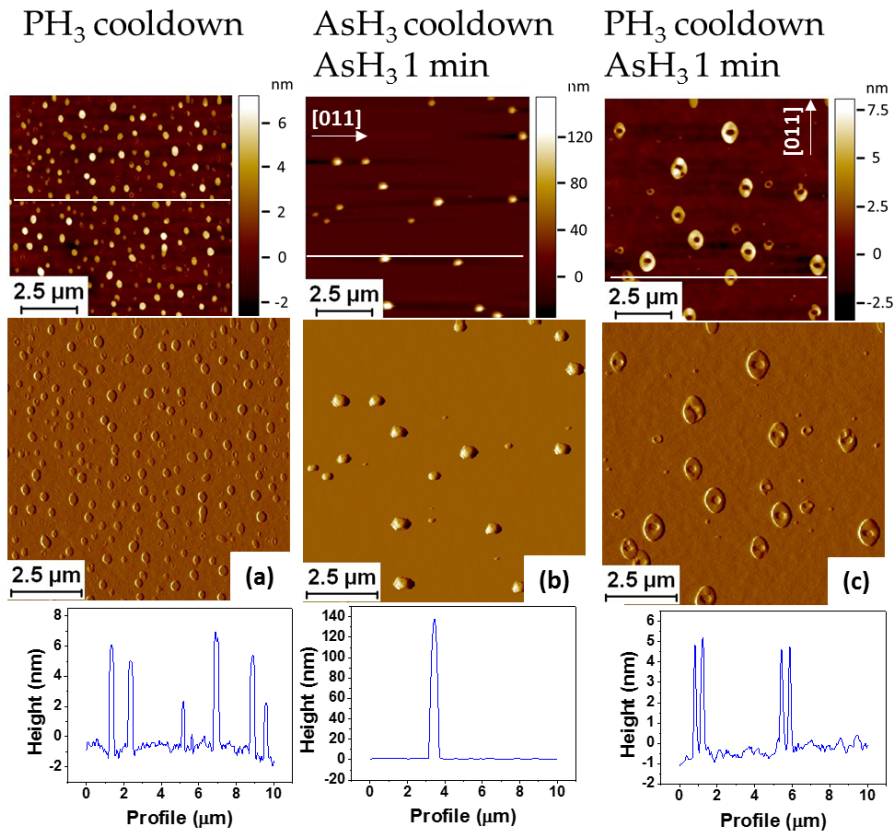 PH₃ cooldown
AsH₃ cooldown
AsH₃ 1 min
PH₃ cooldown
AsH₃ 1 min
nm
6
4
2
0
-2
2.5 µm
[011]
nm
120
80
40
0
2.5 µm
[011]
nm
7.5
5.0
2.5
0
-2.5
2.5 µm
2.5 µm
(a)
2.5 µm
(b)
2.5 µm
(c)
Height (nm)
8
6
4
2
0
-2
0 2 4 6 8 10
Profile (µm)
Height (nm)
140
120
100
80
60
40
20
0
-20
0 2 4 6 8 10
Profile (µm)
Height (nm)
6
5
4
3
2
1
0
-1
-2
0 2 4 6 8 10
Profile (µm)